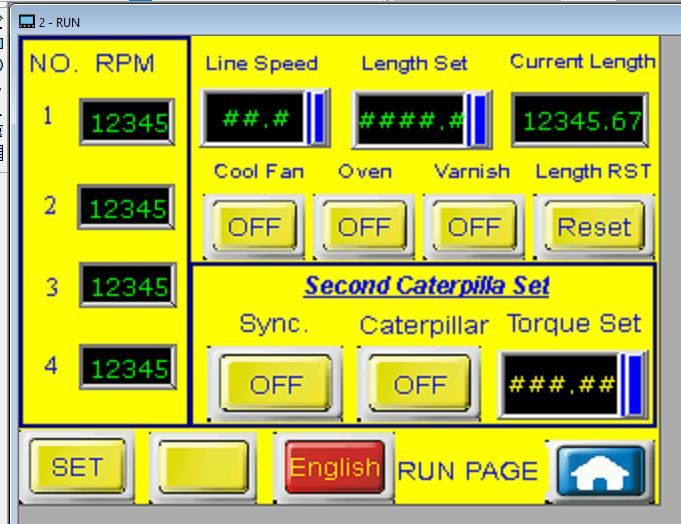 2 - RUN
NO. RPM
1 12345
2 12345
3 12345
4 12345
Line Speed Length Set Current Length
##.# ####.# 12345.67
Cool Fan Oven Varnish Length RST
OFF OFF OFF Reset
Second Caterpilla Set
Sync. Caterpillar Torque Set
OFF OFF ###.##
SET English RUN PAGE